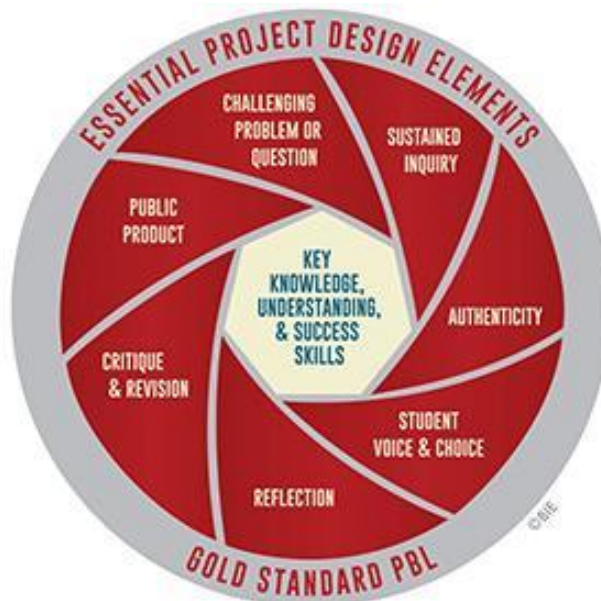 ESSENTIAL PROJECT DESIGN ELEMENTS
CHALLENGING
PROBLEM OR
QUESTION
SUSTAINED
INQUIRY
AUTHENTICITY
STUDENT
VOICE & CHOICE
REFLECTION
CRITIQUE
& REVISION
PUBLIC
PRODUCT
KEY
KNOWLEDGE,
UNDERSTANDING,
& SUCCESS
SKILLS
GOLD STANDARD PBL
©BIE